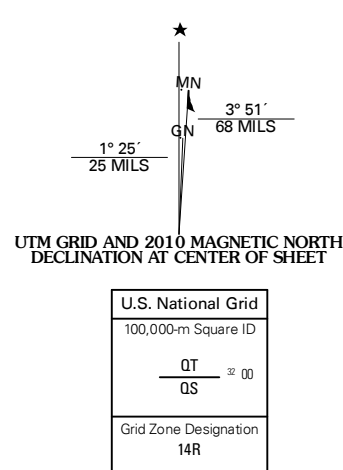 ★
MN
3° 51´
68 MILS
GN
1° 25´
25 MILS
UTM GRID AND 2010 MAGNETIC NORTH
DECLINATION AT CENTER OF SHEET
U.S. National Grid
100,000-m Square ID
QT
32 00
QS
Grid Zone Designation
14R